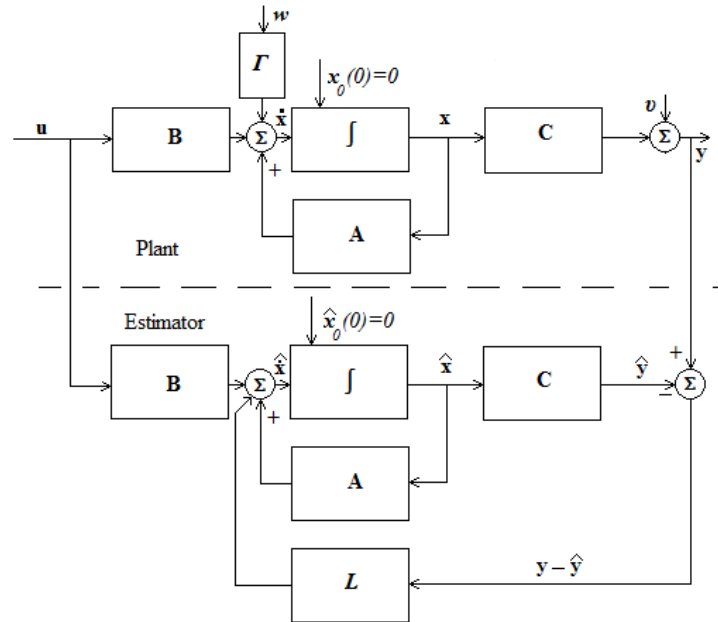 w
Γ
x₀(0)=0
u
B
Σ
ẋ
∫
x
C
v
Σ
y
+
A
Plant
Estimator
x̂₀(0)=0
B
Σ
x̂̇
∫
x̂
C
ŷ
+
Σ
−
+
A
L
y – ŷ